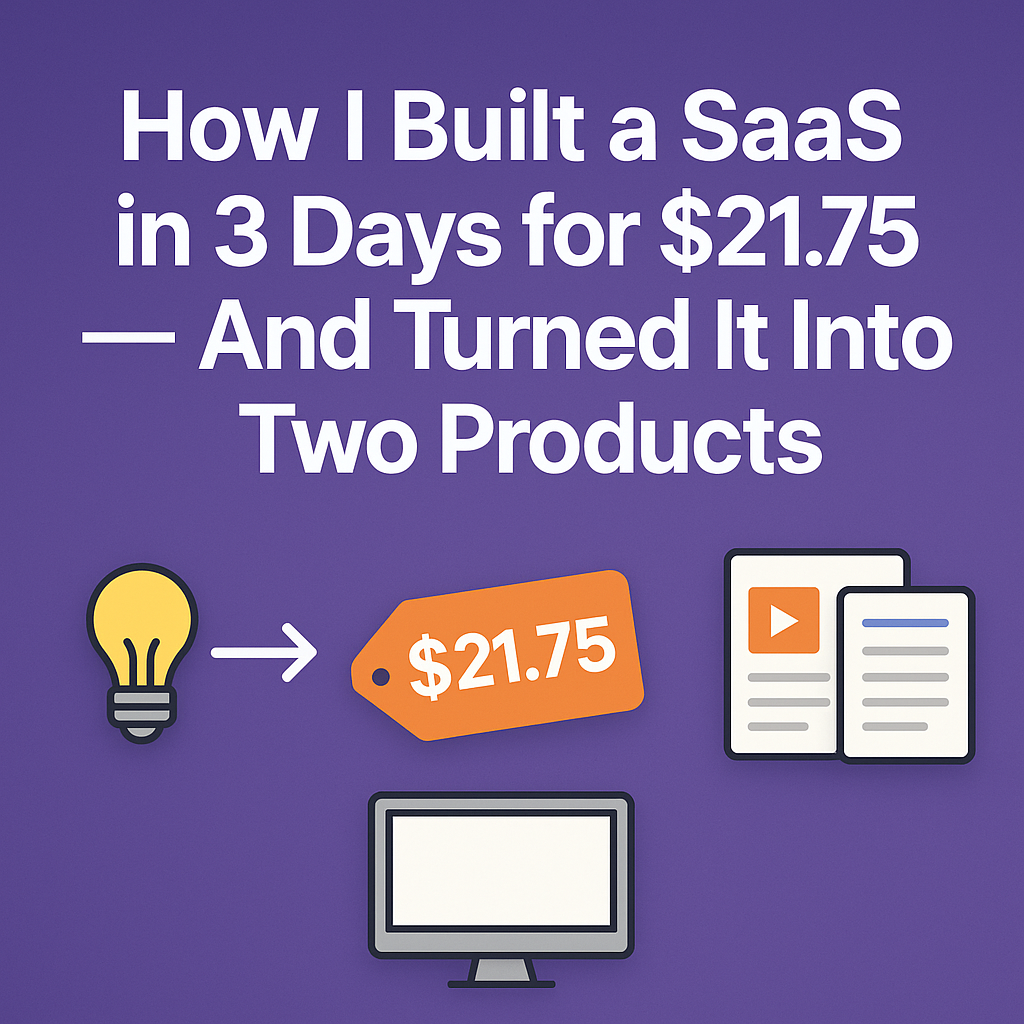 How I Built a SaaS
in 3 Days for $21.75
— And Turned It Into
Two Products
$21.75